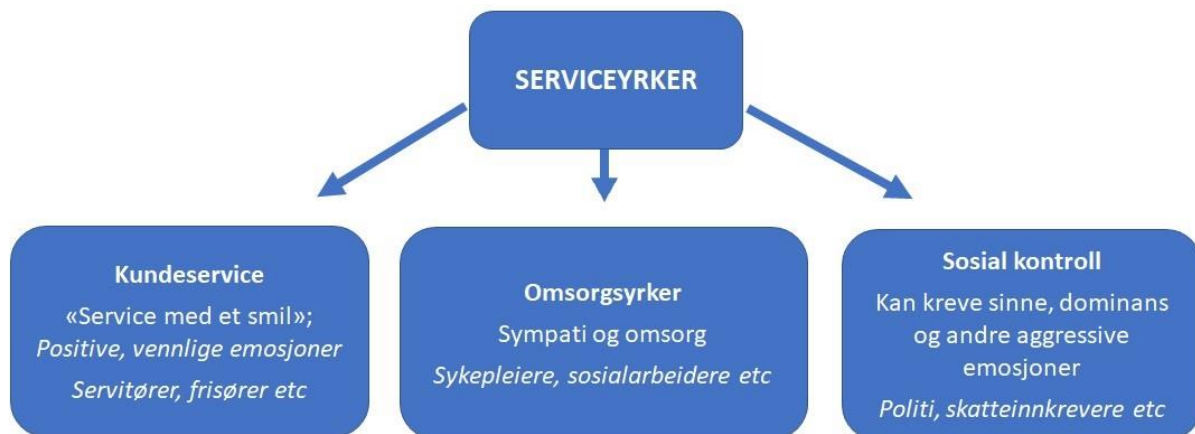 SERVICEYRKER
Kundeservice
«Service med et smil»;
Positive, vennlige emosjoner
Servitører, frisører etc
Omsorgsyrker
Sympati og omsorg
Sykepleiere, sosialarbeidere etc
Sosial kontroll
Kan kreve sinne, dominans
og andre aggressive
emosjoner
Politi, skatteinnkrevere etc